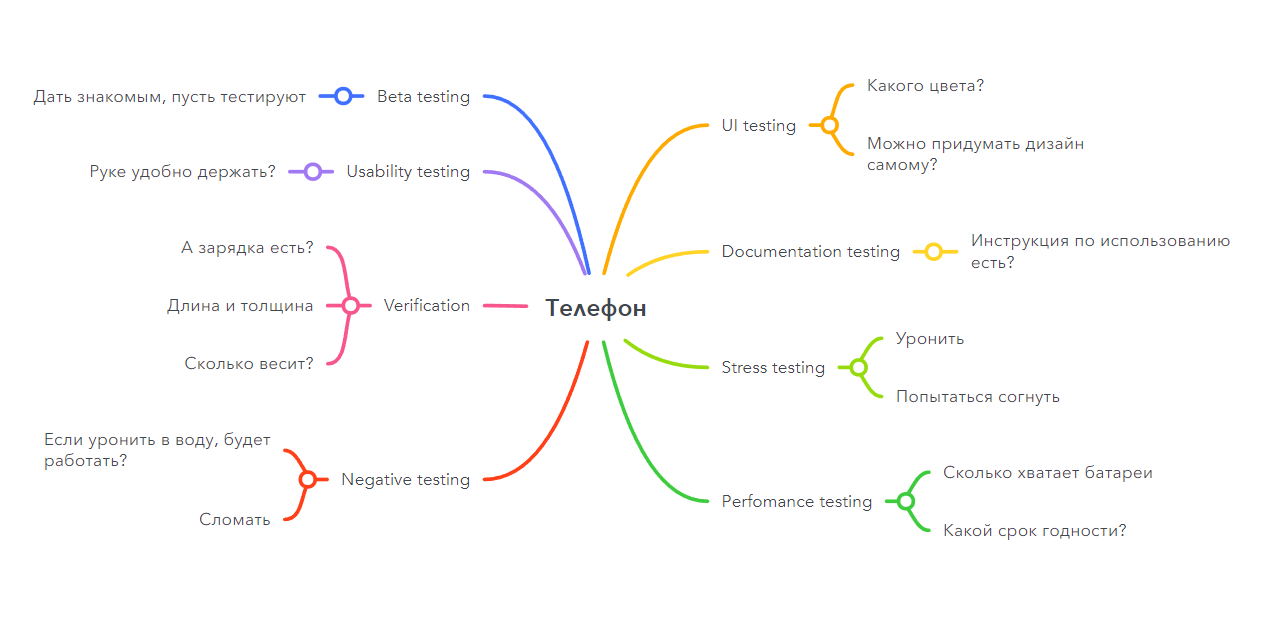 Телефон
Beta testing
Дать знакомым, пусть тестируют
Usability testing
Руке удобно держать?
Verification
А зарядка есть?
Длина и толщина
Сколько весит?
Negative testing
Если уронить в воду, будет
работать?
Сломать
UI testing
Какого цвета?
Можно придумать дизайн
самому?
Documentation testing
Инструкция по использованию
есть?
Stress testing
Уронить
Попытаться согнуть
Perfomance testing
Сколько хватает батареи
Какой срок годности?